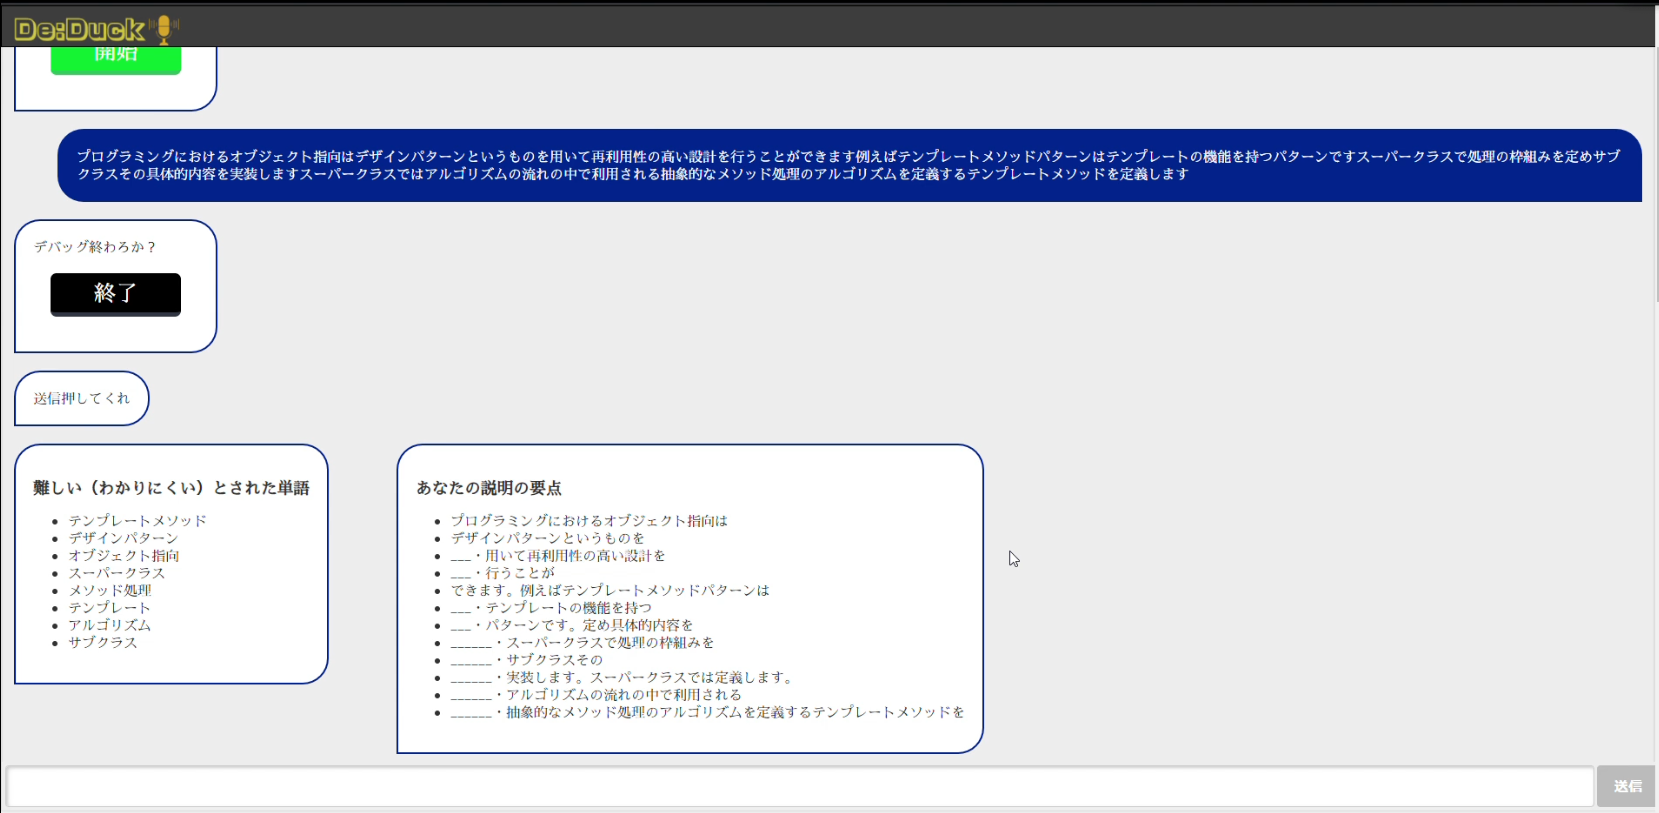 De:Duck
開始
プログラミングにおけるオブジェクト指向はデザインパターンというものを用いて再利用性の高い設計を行うことができます例えばテンプレートメソッドパターンはテンプレートの機能を持つパターンですスーパークラスで処理の枠組みを定めサブ
クラスその具体的内容を実装しますスーパークラスではアルゴリズムの流れの中で利用される抽象的なメソッド処理のアルゴリズムを定義するテンプレートメソッドを定義します
デバッグ終わろか？
終了
送信押してくれ
難しい（わかりにくい）とされた単語
• テンプレートメソッド
• デザインパターン
• オブジェクト指向
• スーパークラス
• メソッド処理
• テンプレート
• アルゴリズム
• サブクラス
あなたの説明の要点
• プログラミングにおけるオブジェクト指向は
• デザインパターンというものを
• ___・用いて再利用性の高い設計を
• ___・行うことが
• できます。例えばテンプレートメソッドパターンは
• ___・テンプレートの機能を持つ
• ___・パターンです。定め具体的内容を
• ______・スーパークラスで処理の枠組みを
• ______・サブクラスその
• ______・実装します。スーパークラスでは定義します。
• ______・アルゴリズムの流れの中で利用される
• ______・抽象的なメソッド処理のアルゴリズムを定義するテンプレートメソッドを
送信